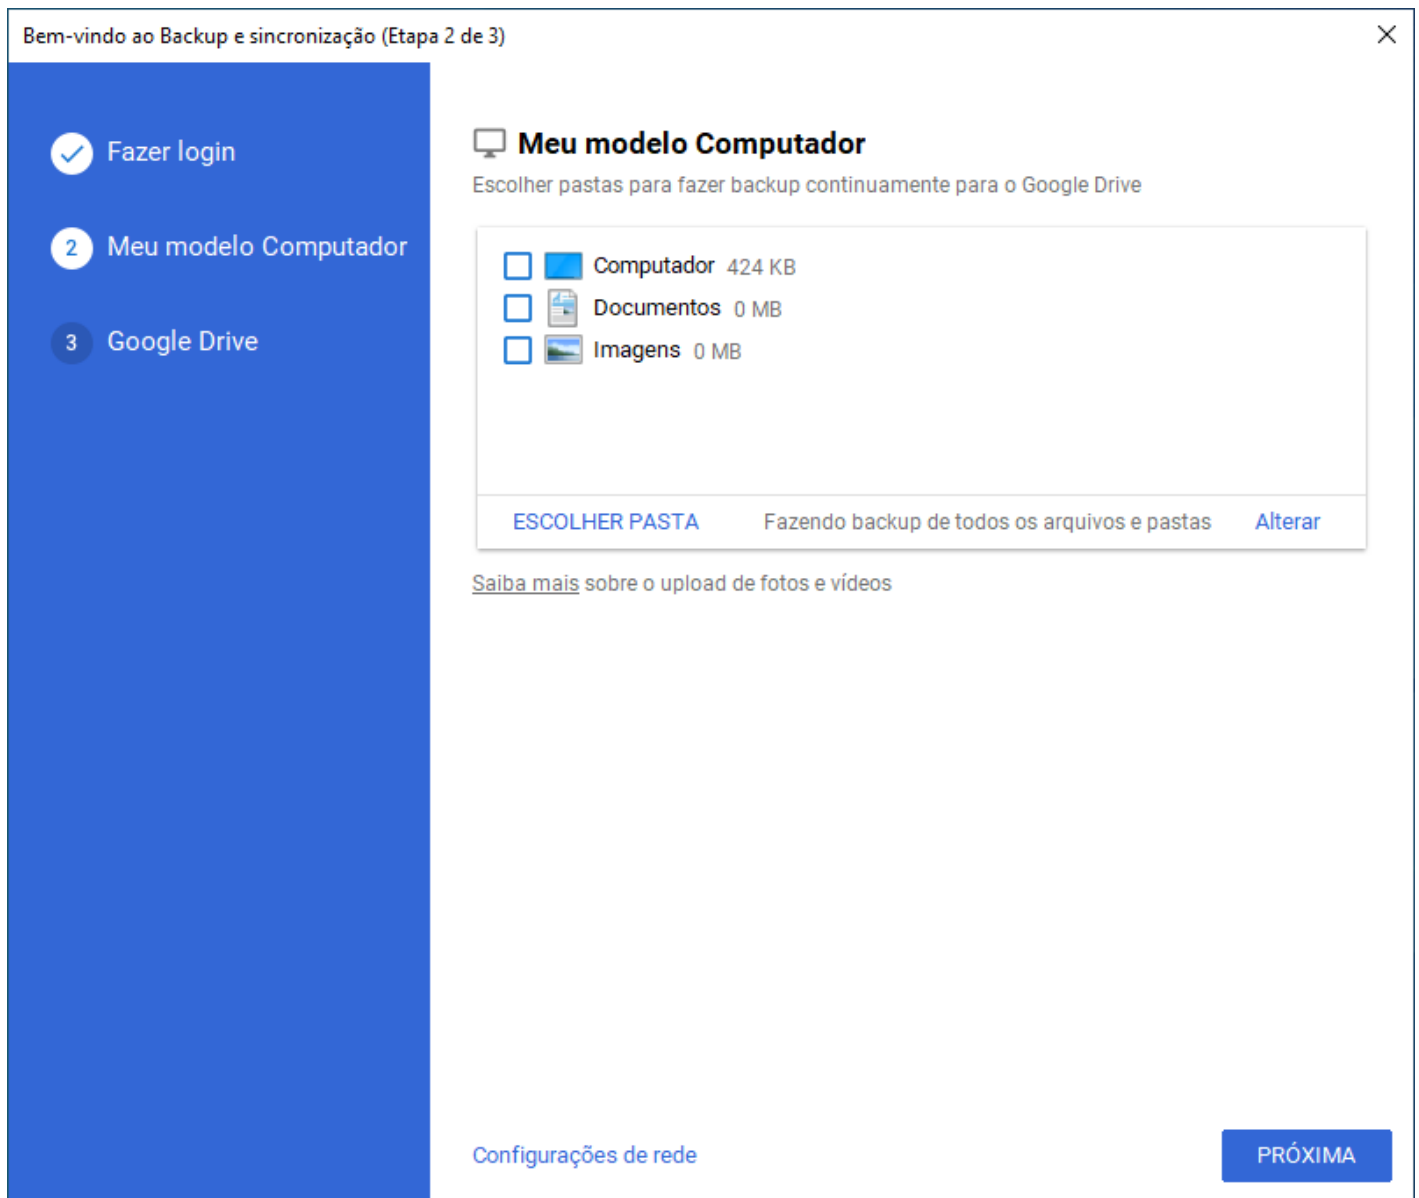 Bem-vindo ao Backup e sincronização (Etapa 2 de 3)
Fazer login
2 Meu modelo Computador
3 Google Drive
Meu modelo Computador
Escolher pastas para fazer backup continuamente para o Google Drive
Computador 424 KB
Documentos 0 MB
Imagens 0 MB
ESCOLHER PASTA Fazendo backup de todos os arquivos e pastas Alterar
Saiba mais sobre o upload de fotos e vídeos
Configurações de rede PRÓXIMA